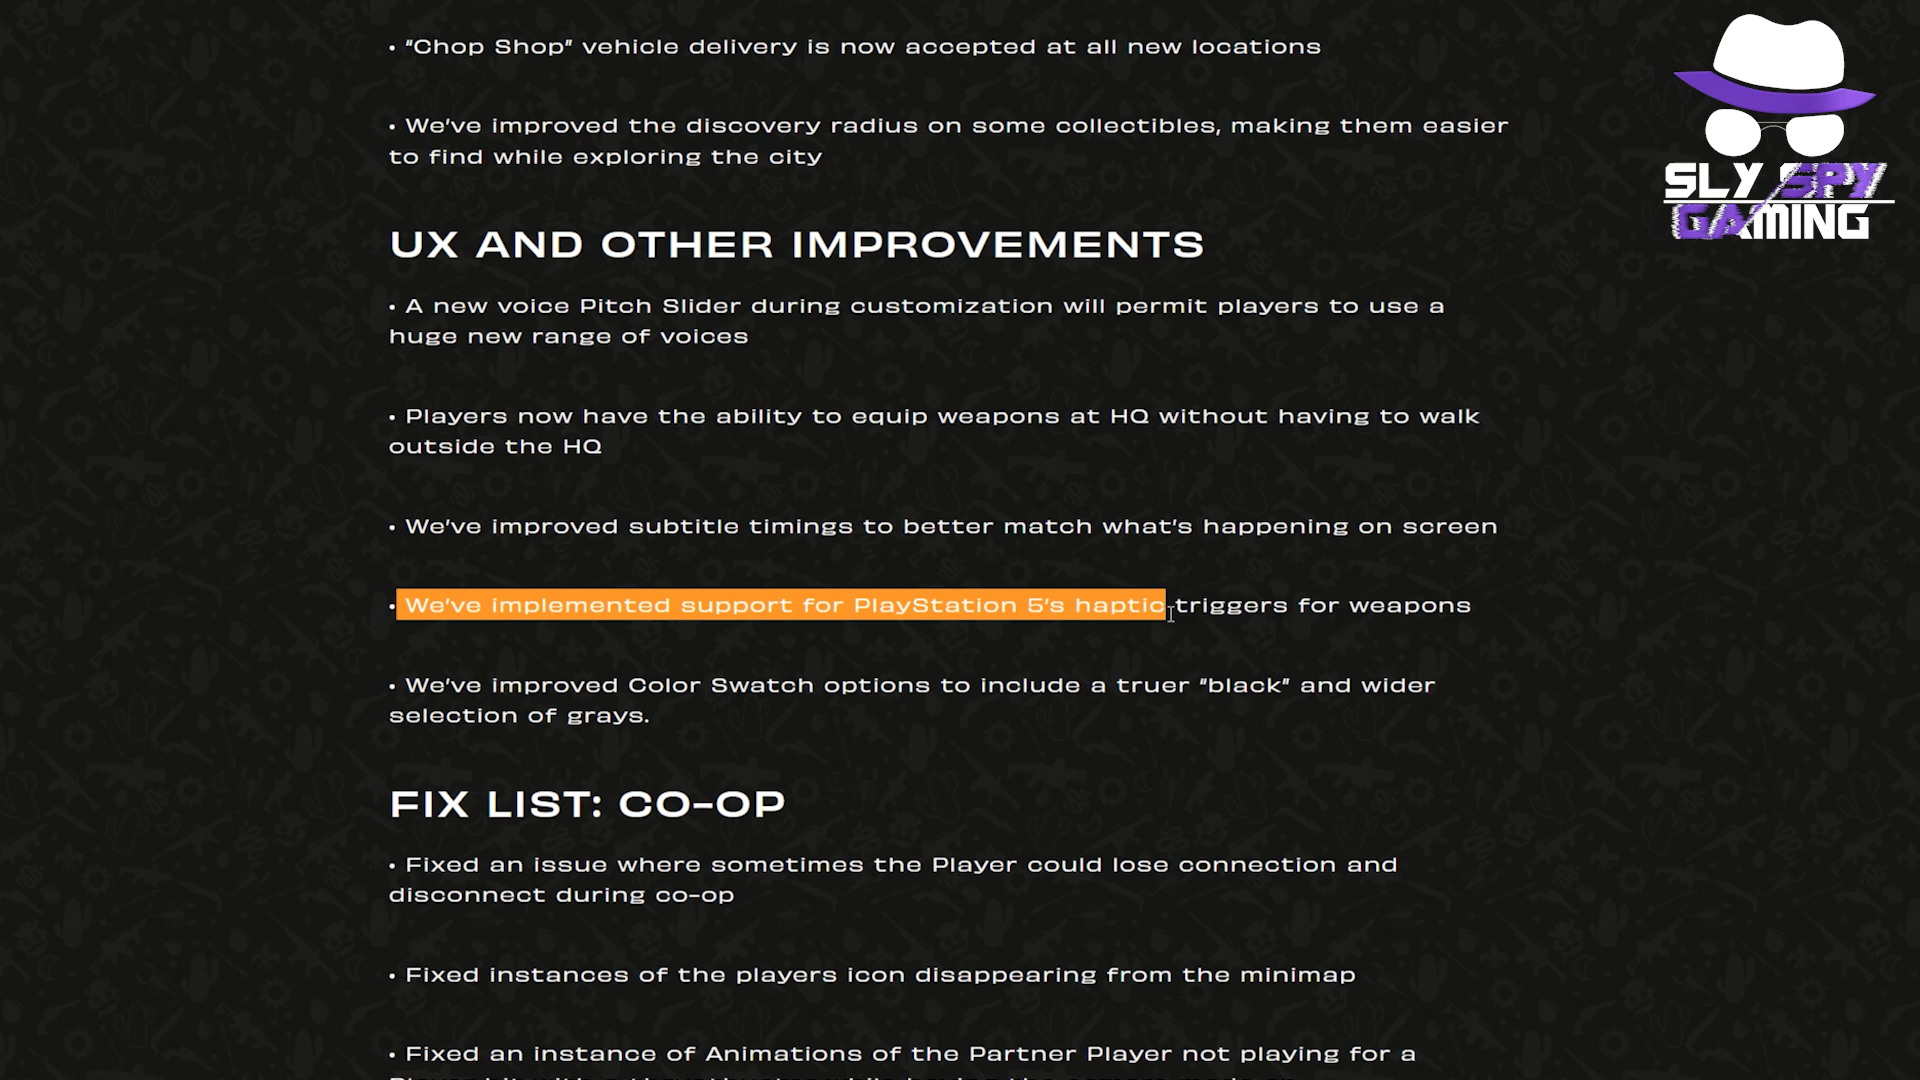 • “Chop Shop” vehicle delivery is now accepted at all new locations
• We’ve improved the discovery radius on some collectibles, making them easier
to find while exploring the city
SLY SPY
GAMING
UX AND OTHER IMPROVEMENTS
• A new voice Pitch Slider during customization will permit players to use a
huge new range of voices
• Players now have the ability to equip weapons at HQ without having to walk
outside the HQ
• We’ve improved subtitle timings to better match what’s happening on screen
• We’ve implemented support for PlayStation 5’s haptic triggers for weapons
• We’ve improved Color Swatch options to include a truer “black” and wider
selection of grays.
FIX LIST: CO-OP
• Fixed an issue where sometimes the Player could lose connection and
disconnect during co-op
• Fixed instances of the players icon disappearing from the minimap
• Fixed an instance of Animations of the Partner Player not playing for a